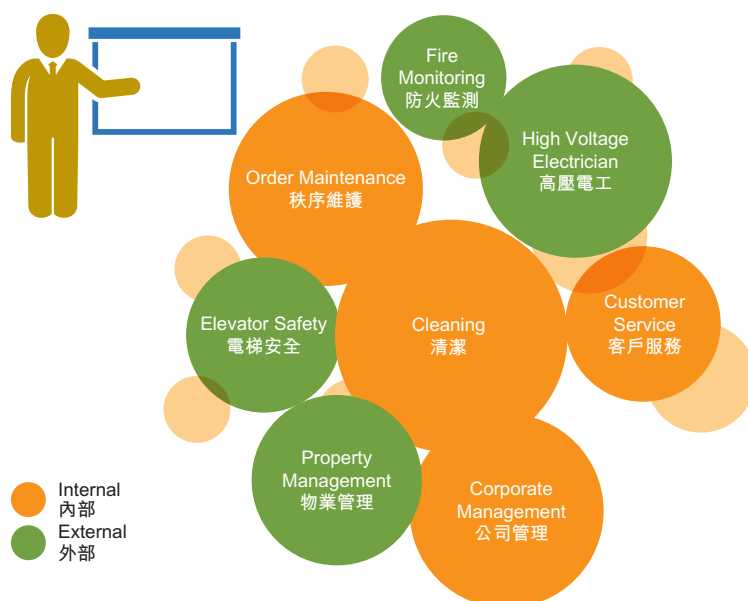 Fire
Monitoring
防火監測
High Voltage
Electrician
高壓電工
Order Maintenance
秩序維護
Elevator Safety
電梯安全
Cleaning
清潔
Customer
Service
客戶服務
Property
Management
物業管理
Corporate
Management
公司管理
Internal
內部
External
外部